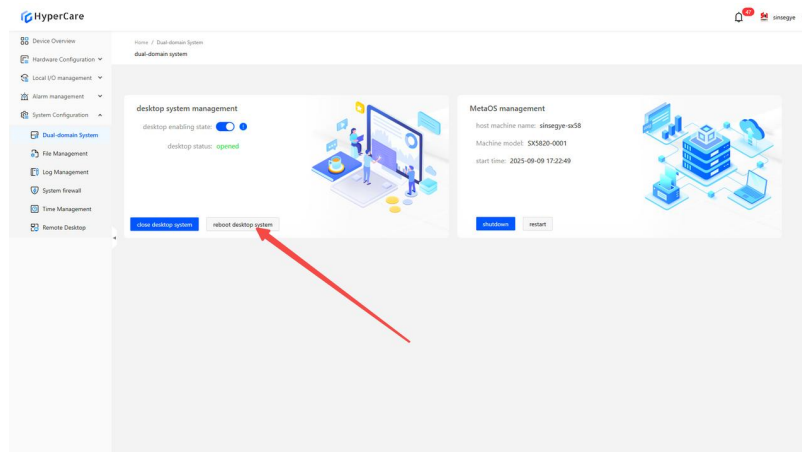 HyperCare
47
sinsegye
Device Overview
Hardware Configuration
Local I/O management
Alarm management
System Configuration
Dual-domain System
File Management
Log Management
System firewall
Time Management
Remote Desktop
Home / Dual-domain System
dual-domain system
desktop system management
desktop enabling state:
desktop status: opened
close desktop system
reboot desktop system
MetaOS management
host machine name: sinsegye-sx58
Machine model: SX5820-0001
start time: 2025-09-09 17:22:49
shutdown
restart